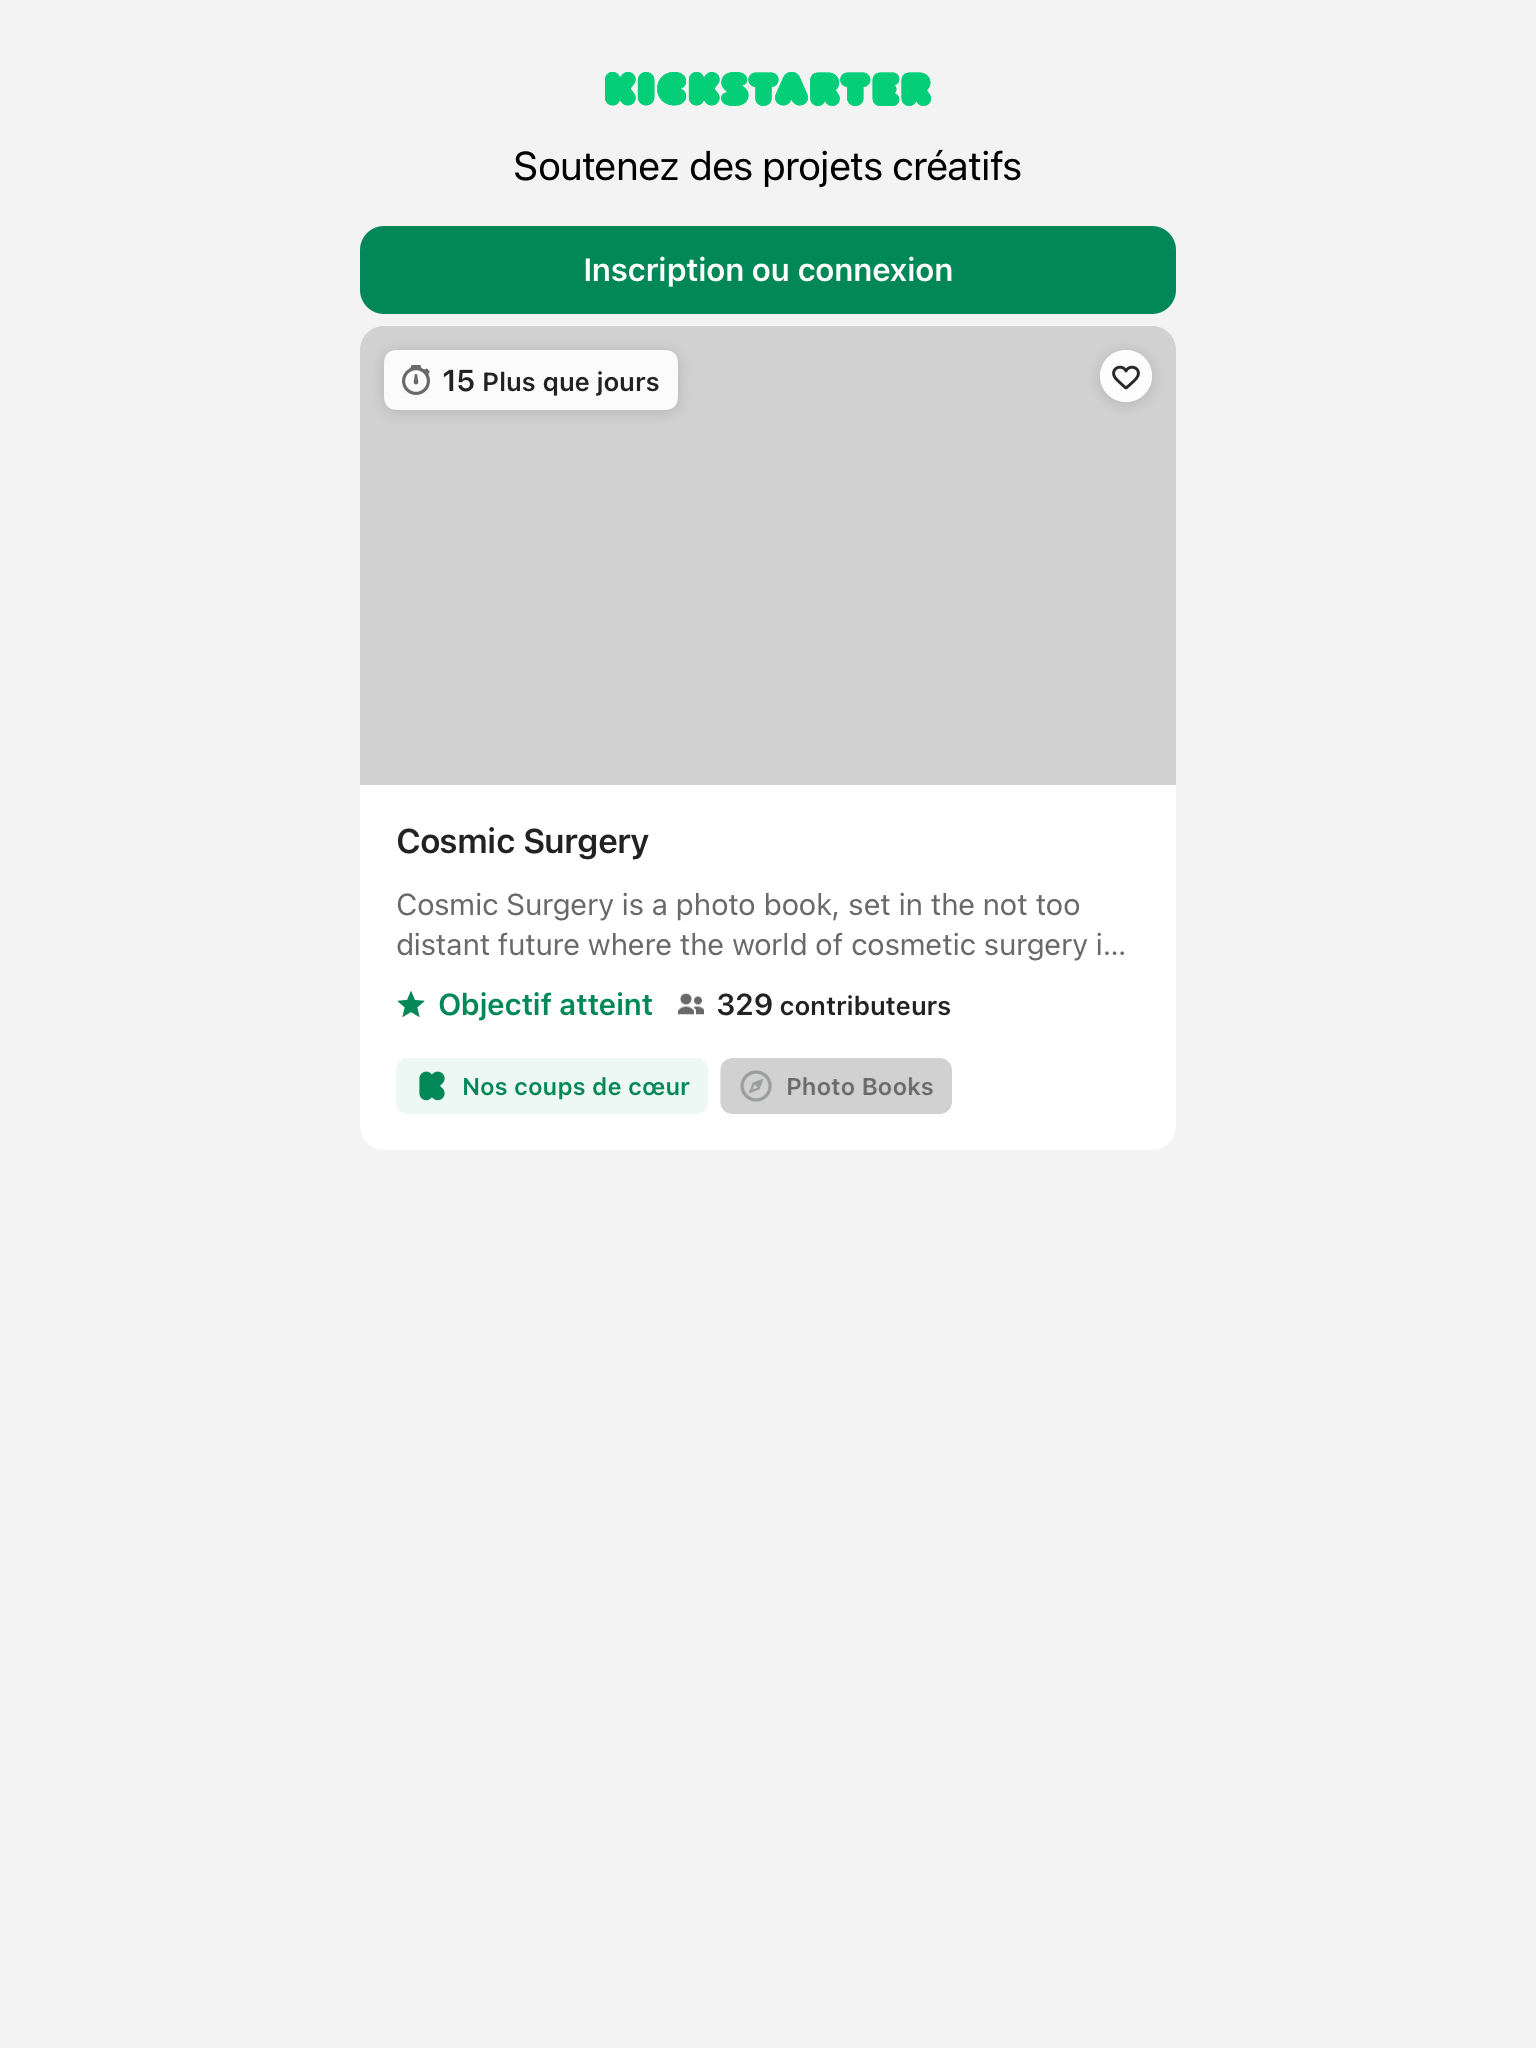 KICKSTARTER
Soutenez des projets créatifs
Inscription ou connexion
15 Plus que jours
Cosmic Surgery
Cosmic Surgery is a photo book, set in the not too
distant future where the world of cosmetic surgery i...
Objectif atteint 329 contributeurs
Nos coups de cœur Photo Books